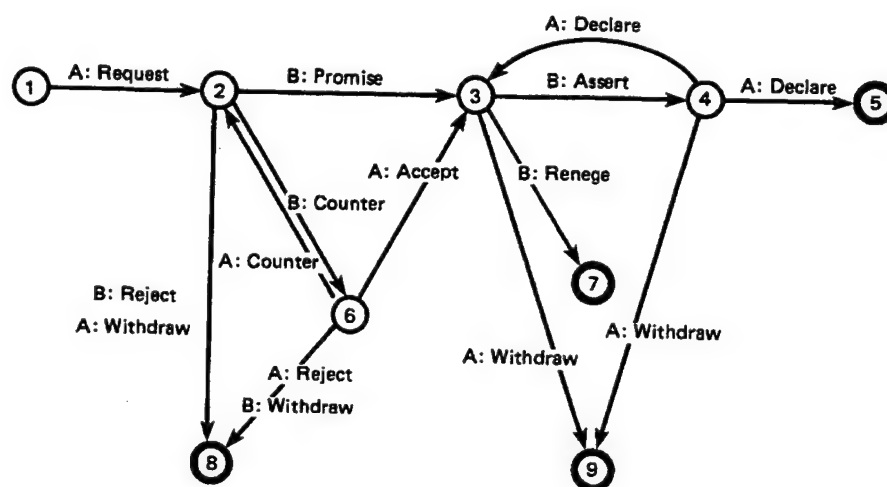 A: Declare
A: Request
B: Promise
B: Assert
A: Declare
1
2
3
4
5
A: Accept
B: Renege
B: Counter
A: Counter
7
B: Reject
A: Withdraw
6
A: Withdraw
A: Withdraw
A: Reject
B: Withdraw
8
9